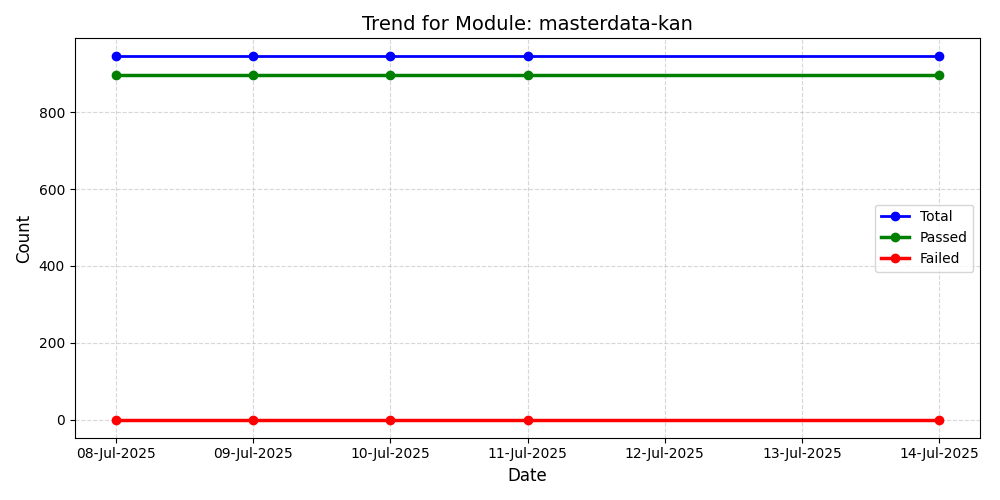 Trend for Module: masterdata-kan
Count
800
600
400
200
0
Total
Passed
Failed
08-Jul-2025 09-Jul-2025 10-Jul-2025 11-Jul-2025 12-Jul-2025 13-Jul-2025 14-Jul-2025
Date